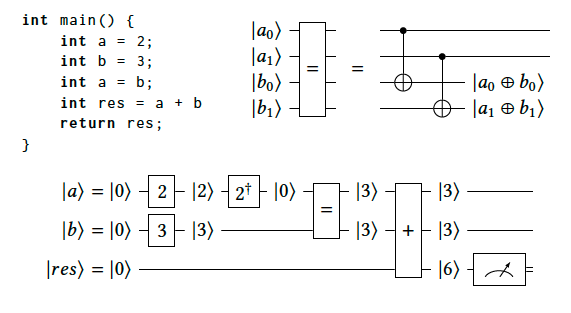 int main() {
int a = 2;
int b = 3;
int a = b;
int res = a + b
return res;
}
|a₀⟩
|a₁⟩
|b₀⟩
|b₁⟩
=
=
|a₀ ⊕ b₀⟩
|a₁ ⊕ b₁⟩
|a⟩ = |0⟩ 2 |2⟩ 2† |0⟩ |3⟩ |3⟩
=
|b⟩ = |0⟩ 3 |3⟩ |3⟩ + |3⟩
|res⟩ = |0⟩ |6⟩